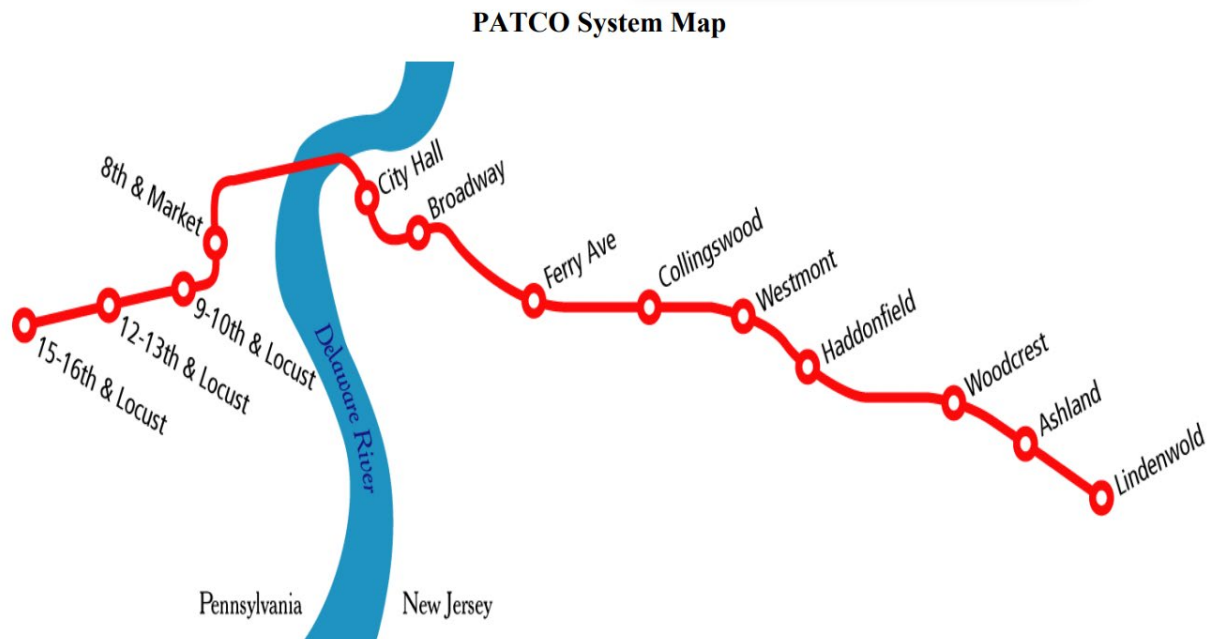 PATCO System Map
8th & Market
City Hall
Broadway
15-16th & Locust
12-13th & Locust
9-10th & Locust
Ferry Ave
Collingswood
Westmont
Haddonfield
Woodcrest
Ashland
Lindenwold
Delaware River
Pennsylvania
New Jersey